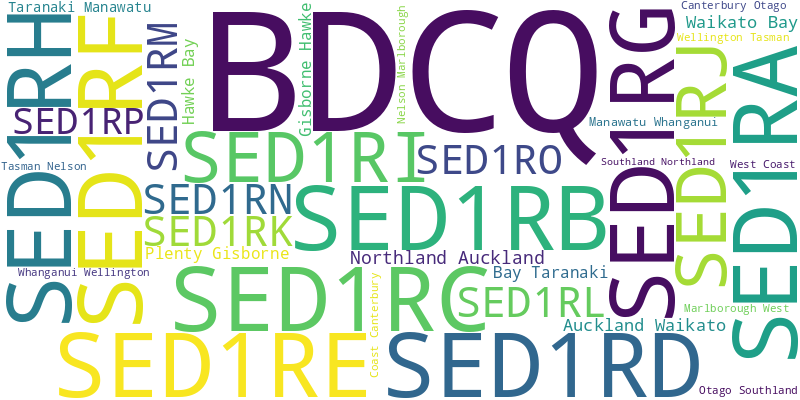 Taranaki Manawatu
SED1RH
SED1RF
SED1RM
Hawke Bay
BDCQ
Gisborne Hawke
Nelson Marlborough
SED1RG
Canterbury Otago
Waikato Bay
Wellington Tasman
SED1RJ
SED1RA
SED1RP
Manawatu Whanganui
SED1RI
SED1RO
Southland Northland
West Coast
Tasman Nelson
SED1RN
SED1RB
SED1RK
Plenty Gisborne
Northland Auckland
Whanganui Wellington
SED1RC
Bay Taranaki
Coast Canterbury
SED1RL
Marlborough West
Auckland Waikato
SED1RE
SED1RD
Otago Southland